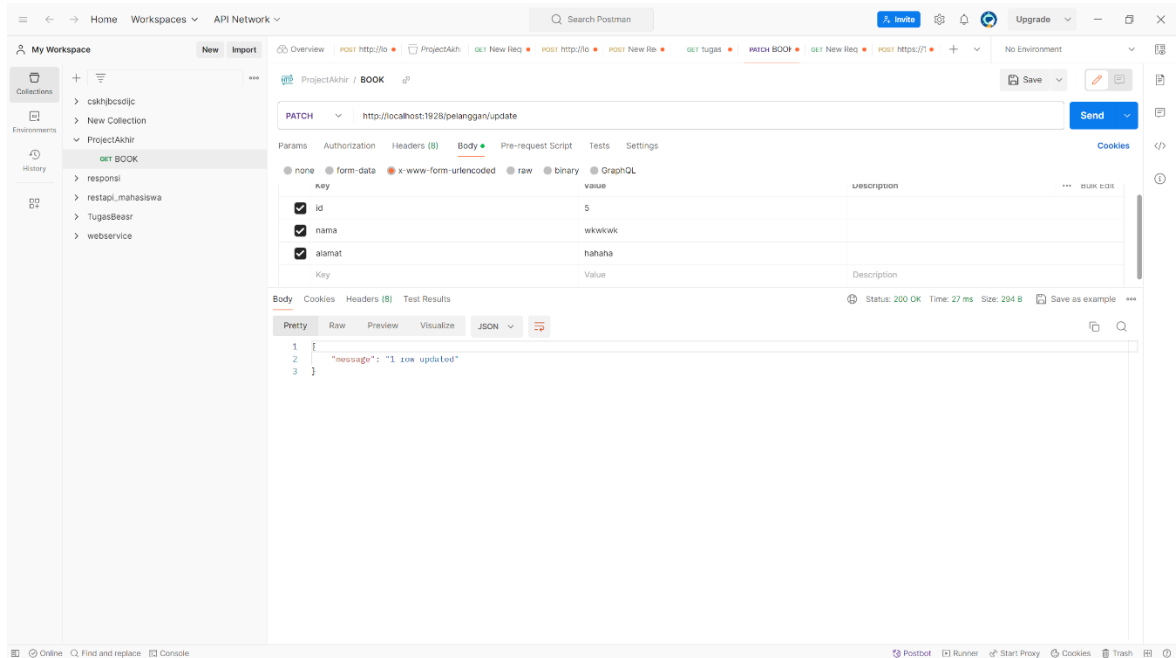 Home Workspaces API Network Search Postman Invite Upgrade
My Workspace New Import Overview POST http://lo ProjectAkh GET New Req POST http://lo POST New Re GET tugas PATCH BOOK GET New Req POST https://1 No Environment
Collections
Environments
History
cskhjbcsdijc
New Collection
ProjectAkhir
GET BOOK
responsi
restapi_mahasiswa
TugasBeasr
webservice
HTTP ProjectAkhir / BOOK Save
PATCH http://localhost:1928/pelanggan/update Send
Params Authorization Headers (8) Body Pre-request Script Tests Settings Cookies
none form-data x-www-form-urlencoded raw binary GraphQL
Key Value Description Bulk Edit
id 5
nama wkwkwk
alamat hahaha
Key Value Description
Body Cookies Headers (8) Test Results Status: 200 OK Time: 27 ms Size: 294 B Save as example
Pretty Raw Preview Visualize JSON
1 {
2 "message": "1 row updated"
3 }
Online Find and replace Console Postbot Runner Start Proxy Cookies Trash